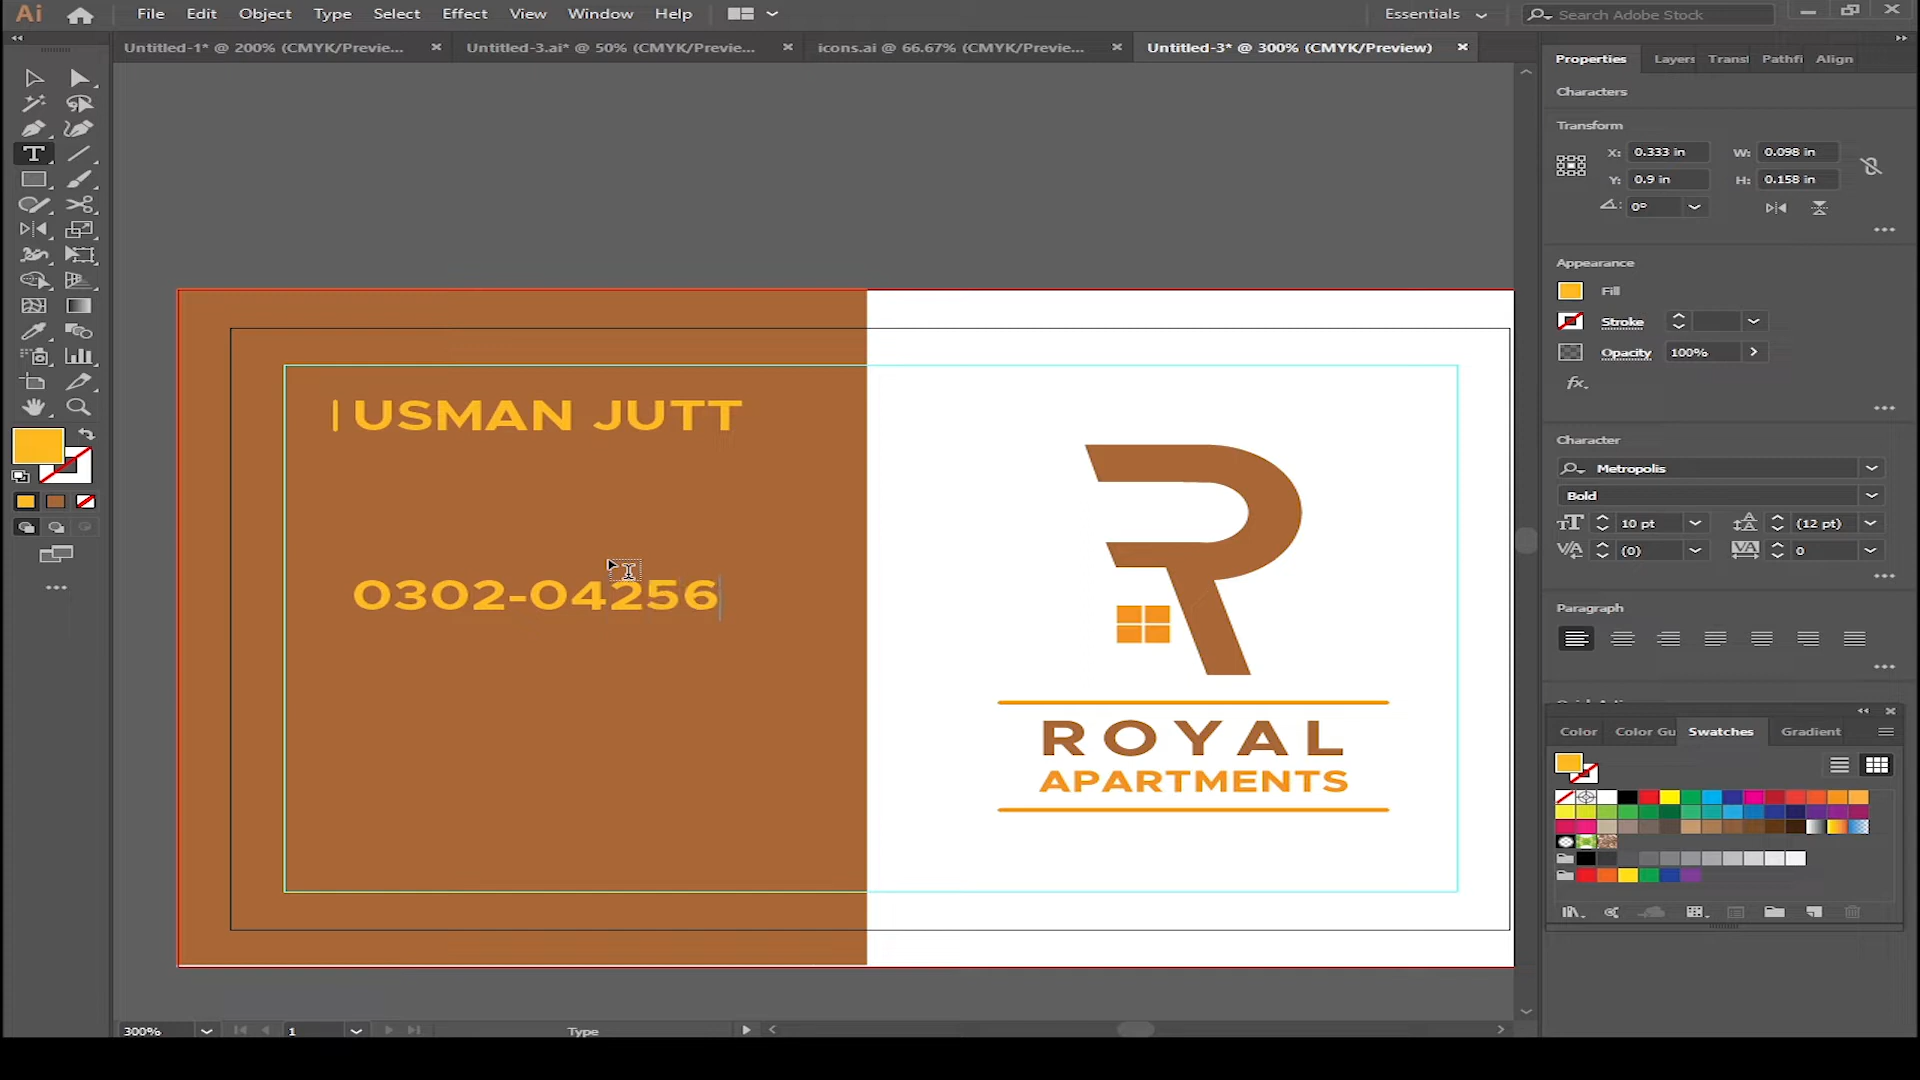 Ai File Edit Object Type Select Effect View Window Help Essentials Search Adobe Stock
Untitled-1* @ 200% (CMYK/Previe... Untitled-3.ai* @ 50% (CMYK/Previe... icons.ai @ 66.67% (CMYK/Previe... Untitled-3* @ 300% (CMYK/Preview)
Properties Layers Transf Pathfi Align
Characters
Transform
X: 0.333 in W: 0.098 in
Y: 0.9 in H: 0.158 in
0°
Appearance
Fill
Stroke
Opacity 100%
fx.
Character
Metropolis
Bold
10 pt (12 pt)
(0) 0
Paragraph
Color Color Gu Swatches Gradient
USMAN JUTT
0302-04256
R
ROYAL
APARTMENTS
300% 1 Type